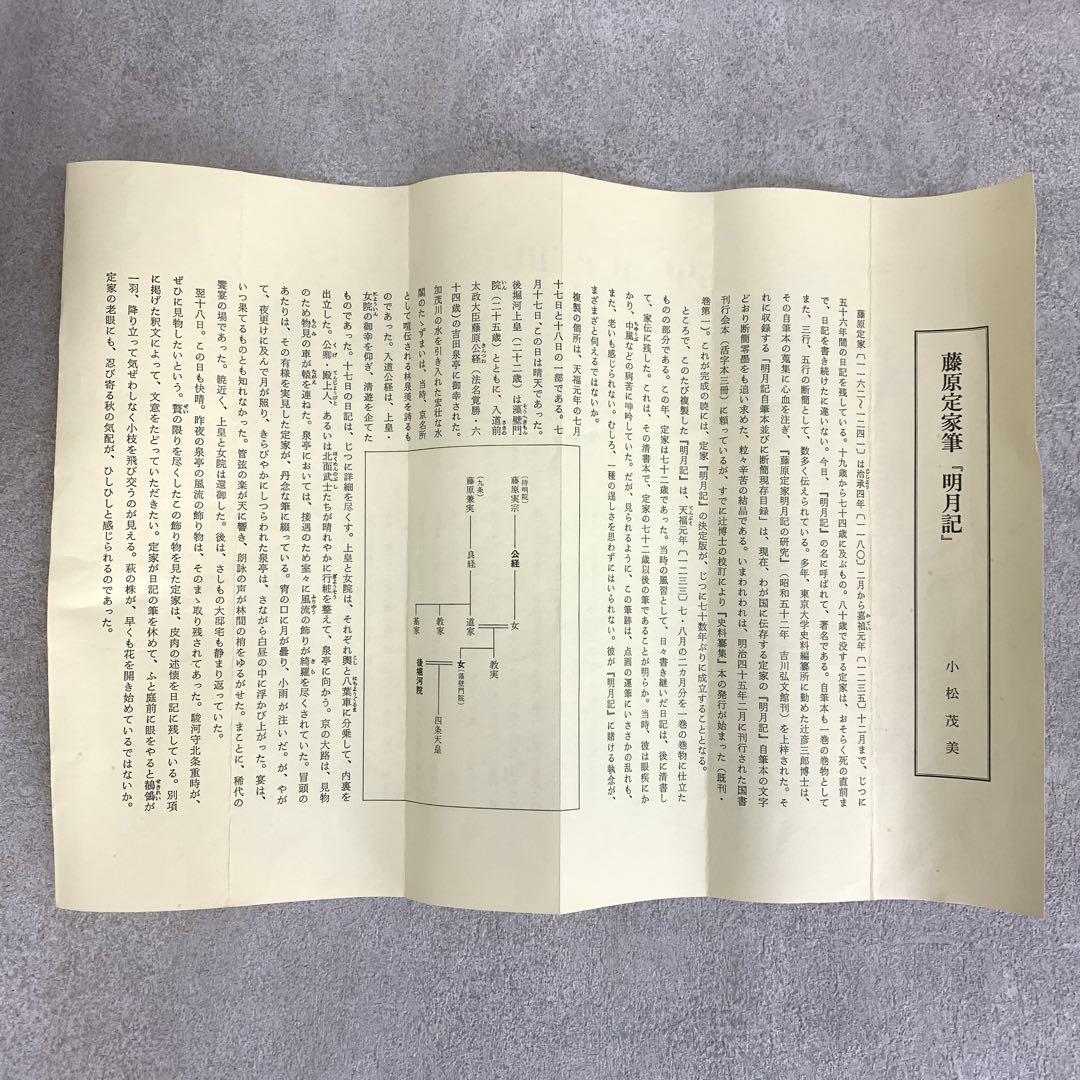 藤原定家筆『明月記』
小松茂美
藤原定家〔一一六二～一二四一〕は治承四年〔一一八〇〕二月から嘉禎元年〔一二三五〕十二月まで、じつに
五十六年間の日記を残している。十九歳から七十四歳に及ぶもの。八十歳で没する定家は、おそらく死の直前ま
で、日記を書き続けたに違いない。今日、『明月記』の名に呼ばれて、著名である。自筆本も一巻の巻物として
また、三行、五行の断簡として、数多く伝えられている。多年、東京大学史料編纂所に勤めた辻彦三郎博士は、
その自筆本の蒐集に心血を注ぎ、『藤原定家明月記の研究』（昭和五十二年　吉川弘文館刊）を上梓された。そ
れに収録する「明月記自筆本並びに断簡現存目録」は、現在、わが国に伝存する定家の『明月記』自筆本の文字
どおり断簡零墨をも追い求めた、粒々辛苦の結晶である。いまわれわれは、明治四十五年二月に刊行された国書
刊行会本（活字本三冊）に頼っているが、すでに辻博士の校訂により『史料纂集』本の発行が始まった（既刊・
巻第一）。これが完成の暁には、定家『明月記』の決定版が、じつに七十数年ぶりに成立することとなる。
ところで、このたび複製した『明月記』は、天福元年〔一二三三〕七・八月の二カ月分を一巻の巻物に仕立た
ものの部分である。この年、定家は七十二歳であった。当時の風習として、日々書き継いだ日記は、後に清書し
て、家伝に残した。これは、その清書本で、定家の七十二歳以後の筆であることが明らか。当時、彼は眼疾にか
かり、中風などの病苦に呻吟していた。だが、見られるように、この筆跡は、点画の運筆にいささかの乱れも、
また、老いも感じられない。むしろ、一種の逞しさを思わずにはいられない。彼が『明月記』に賭ける執念が、
まざまざと伺えるではないか。
複製の個所は、天福元年の七月
十七日と十八日の一部である。七
月十七日、この日は晴天であった。
後堀河上皇（二十二歳）は藻壁門
院（二十五歳）とともに、入道前
太政大臣藤原公経（法名覚勝・六
十四歳）の吉田泉亭に御幸された。
加茂川の水を引き入れた宏壮な水
閣のたゝずまいは、当時、京名所
として喧伝される林泉美を誇るも
のであった。入道公経は、上皇・
女院の御幸を仰ぎ、清遊を企てた
（持明院）
藤原実宗
公経
女
（九条）
藤原兼実
良経
道家
教家
基家
教実
女（藻壁門院）
後堀河院
四条天皇
ものであった。十七日の日記は、じつに詳細を尽くす。上皇と女院は、それぞれ輿と八葉車に分乗して、内裏を
出立した。公卿・殿上人、あるいは北面武士たちが晴れやかに行粧を整えて、泉亭に向かう。京の大路は、見物
のため物見の車が轅を連ねた。泉亭においては、接遇のため室々に風流の飾りが綺羅を尽くされていた。冒頭の
あたりは、その有様を実見した定家が、丹念な筆に綴っている。宵の口に月が曇り、小雨が注いだ。が、やが
て、夜更けに及んで月が照り、きらびやかにしつらわれた泉亭は、さながら白昼の中に浮かび上がった。宴は、
いつ果てるものとも知れなかった。管弦の楽が天に響き、朗詠の声が林間の梢をゆるがせた。まことに、稀代の
饗宴の場であった。暁近く、上皇と女院は還御した。後は、さしもの大邸宅も静まり返っていた。
翌十八日。この日も快晴。昨夜の泉亭の風流の飾り物は、そのまゝ取り残されてあった。駿河守北条重時が、
ぜひに見物したいという。贅の限りを尽くしたこの飾り物を見た定家は、皮肉の述懐を日記に残している。別項
に掲げた釈文によって、文意をたどっていただきたい。定家が日記の筆を休めて、ふと庭前に眼をやると鶺鴒が
一羽、降り立って気ぜわしなく小枝を飛び交うのが見える。萩の株が、早くも花を開き始めているではないか。
定家の老眼にも、忍び寄る秋の気配が、ひしひしと感じられるのであった。